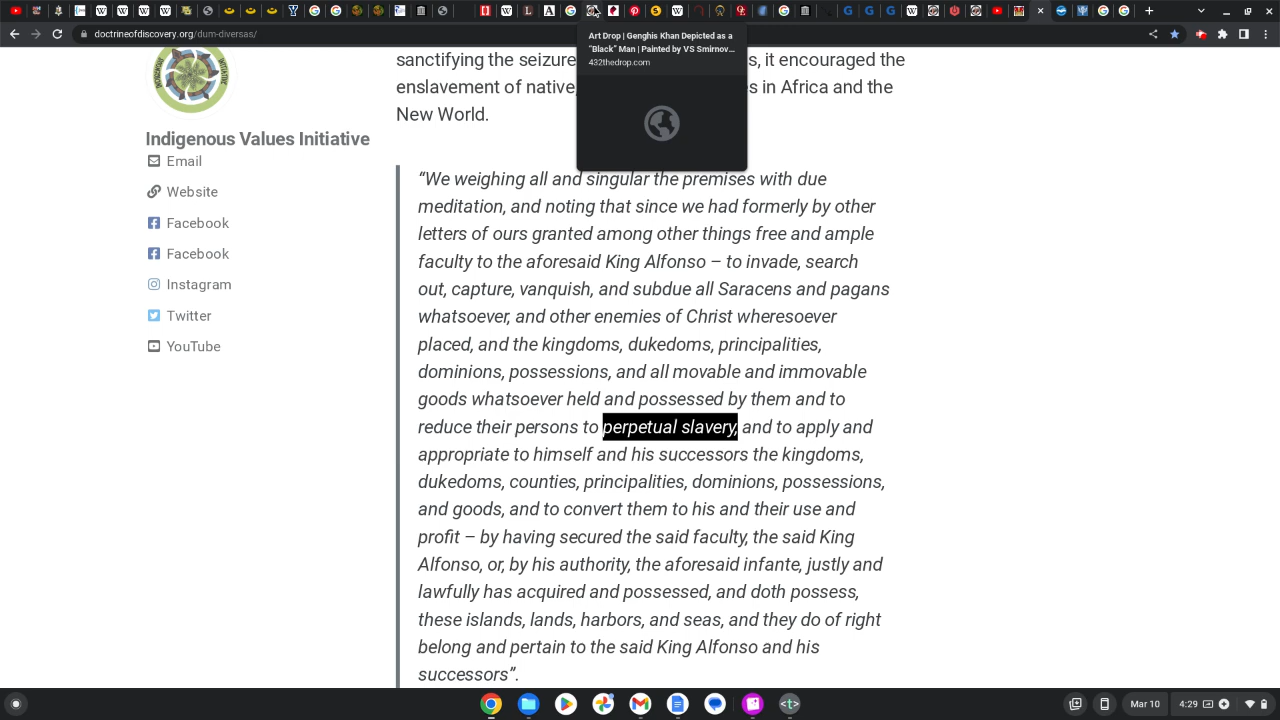 doctrineofdiscovery.org/dum-diversas/
Art Drop | Genghis Khan Depicted as a
"Black" Man | Painted by VS Smirnov...
432thedrop.com
Indigenous Values Initiative
Email
Website
Facebook
Facebook
Instagram
Twitter
YouTube
sanctifying the seizure s, it encouraged the
enslavement of native, es in Africa and the
New World.
“We weighing all and singular the premises with due
meditation, and noting that since we had formerly by other
letters of ours granted among other things free and ample
faculty to the aforesaid King Alfonso – to invade, search
out, capture, vanquish, and subdue all Saracens and pagans
whatsoever, and other enemies of Christ wheresoever
placed, and the kingdoms, dukedoms, principalities,
dominions, possessions, and all movable and immovable
goods whatsoever held and possessed by them and to
reduce their persons to perpetual slavery, and to apply and
appropriate to himself and his successors the kingdoms,
dukedoms, counties, principalities, dominions, possessions,
and goods, and to convert them to his and their use and
profit – by having secured the said faculty, the said King
Alfonso, or, by his authority, the aforesaid infante, justly and
lawfully has acquired and possessed, and doth possess,
these islands, lands, harbors, and seas, and they do of right
belong and pertain to the said King Alfonso and his
successors”.
Mar 10 4:29